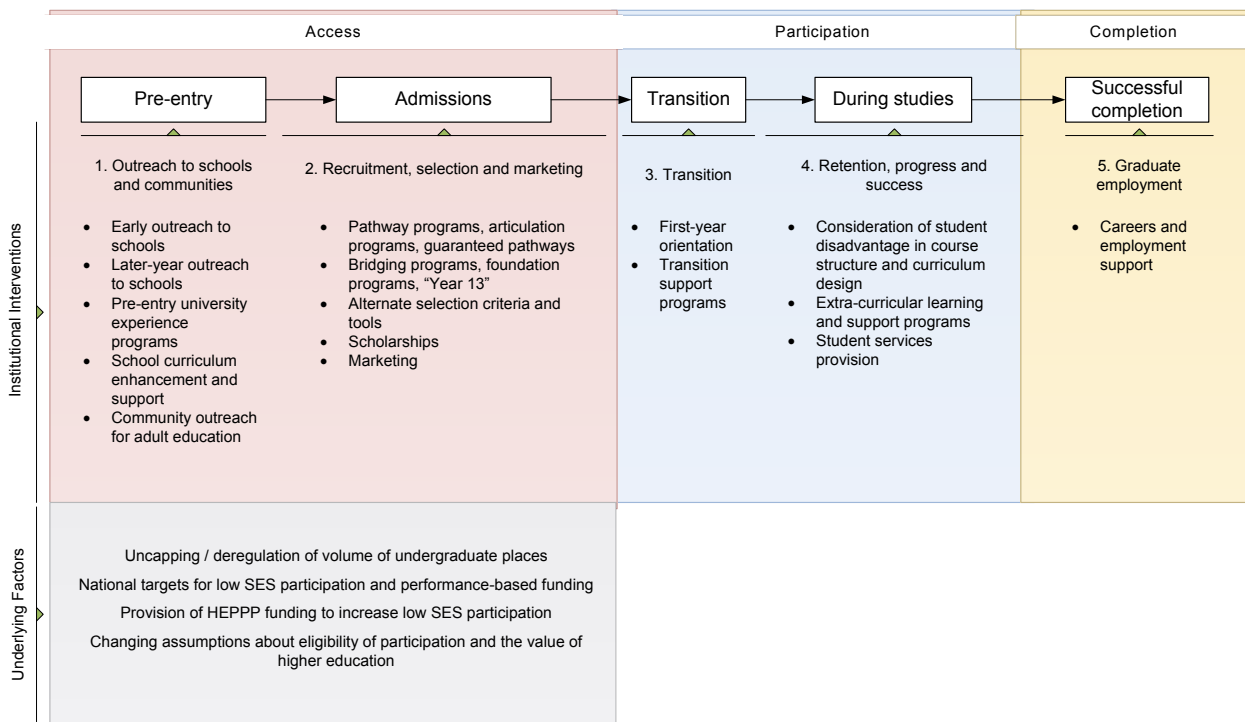 Access
Participation
Completion
Pre-entry
Admissions
Transition
During studies
Successful
completion
Institutional Interventions
1. Outreach to schools
and communities
• Early outreach to
schools
• Later-year outreach
to schools
• Pre-entry university
experience
programs
• School curriculum
enhancement and
support
• Community outreach
for adult education
2. Recruitment, selection and marketing
• Pathway programs, articulation
programs, guaranteed pathways
• Bridging programs, foundation
programs, “Year 13”
• Alternate selection criteria and
tools
• Scholarships
• Marketing
3. Transition
• First-year
orientation
• Transition
support
programs
4. Retention, progress and
success
• Consideration of student
disadvantage in course
structure and curriculum
design
• Extra-curricular learning
and support programs
• Student services
provision
5. Graduate
employment
• Careers and
employment
support
Underlying Factors
Uncapping / deregulation of volume of undergraduate places
National targets for low SES participation and performance-based funding
Provision of HEPPP funding to increase low SES participation
Changing assumptions about eligibility of participation and the value of
higher education